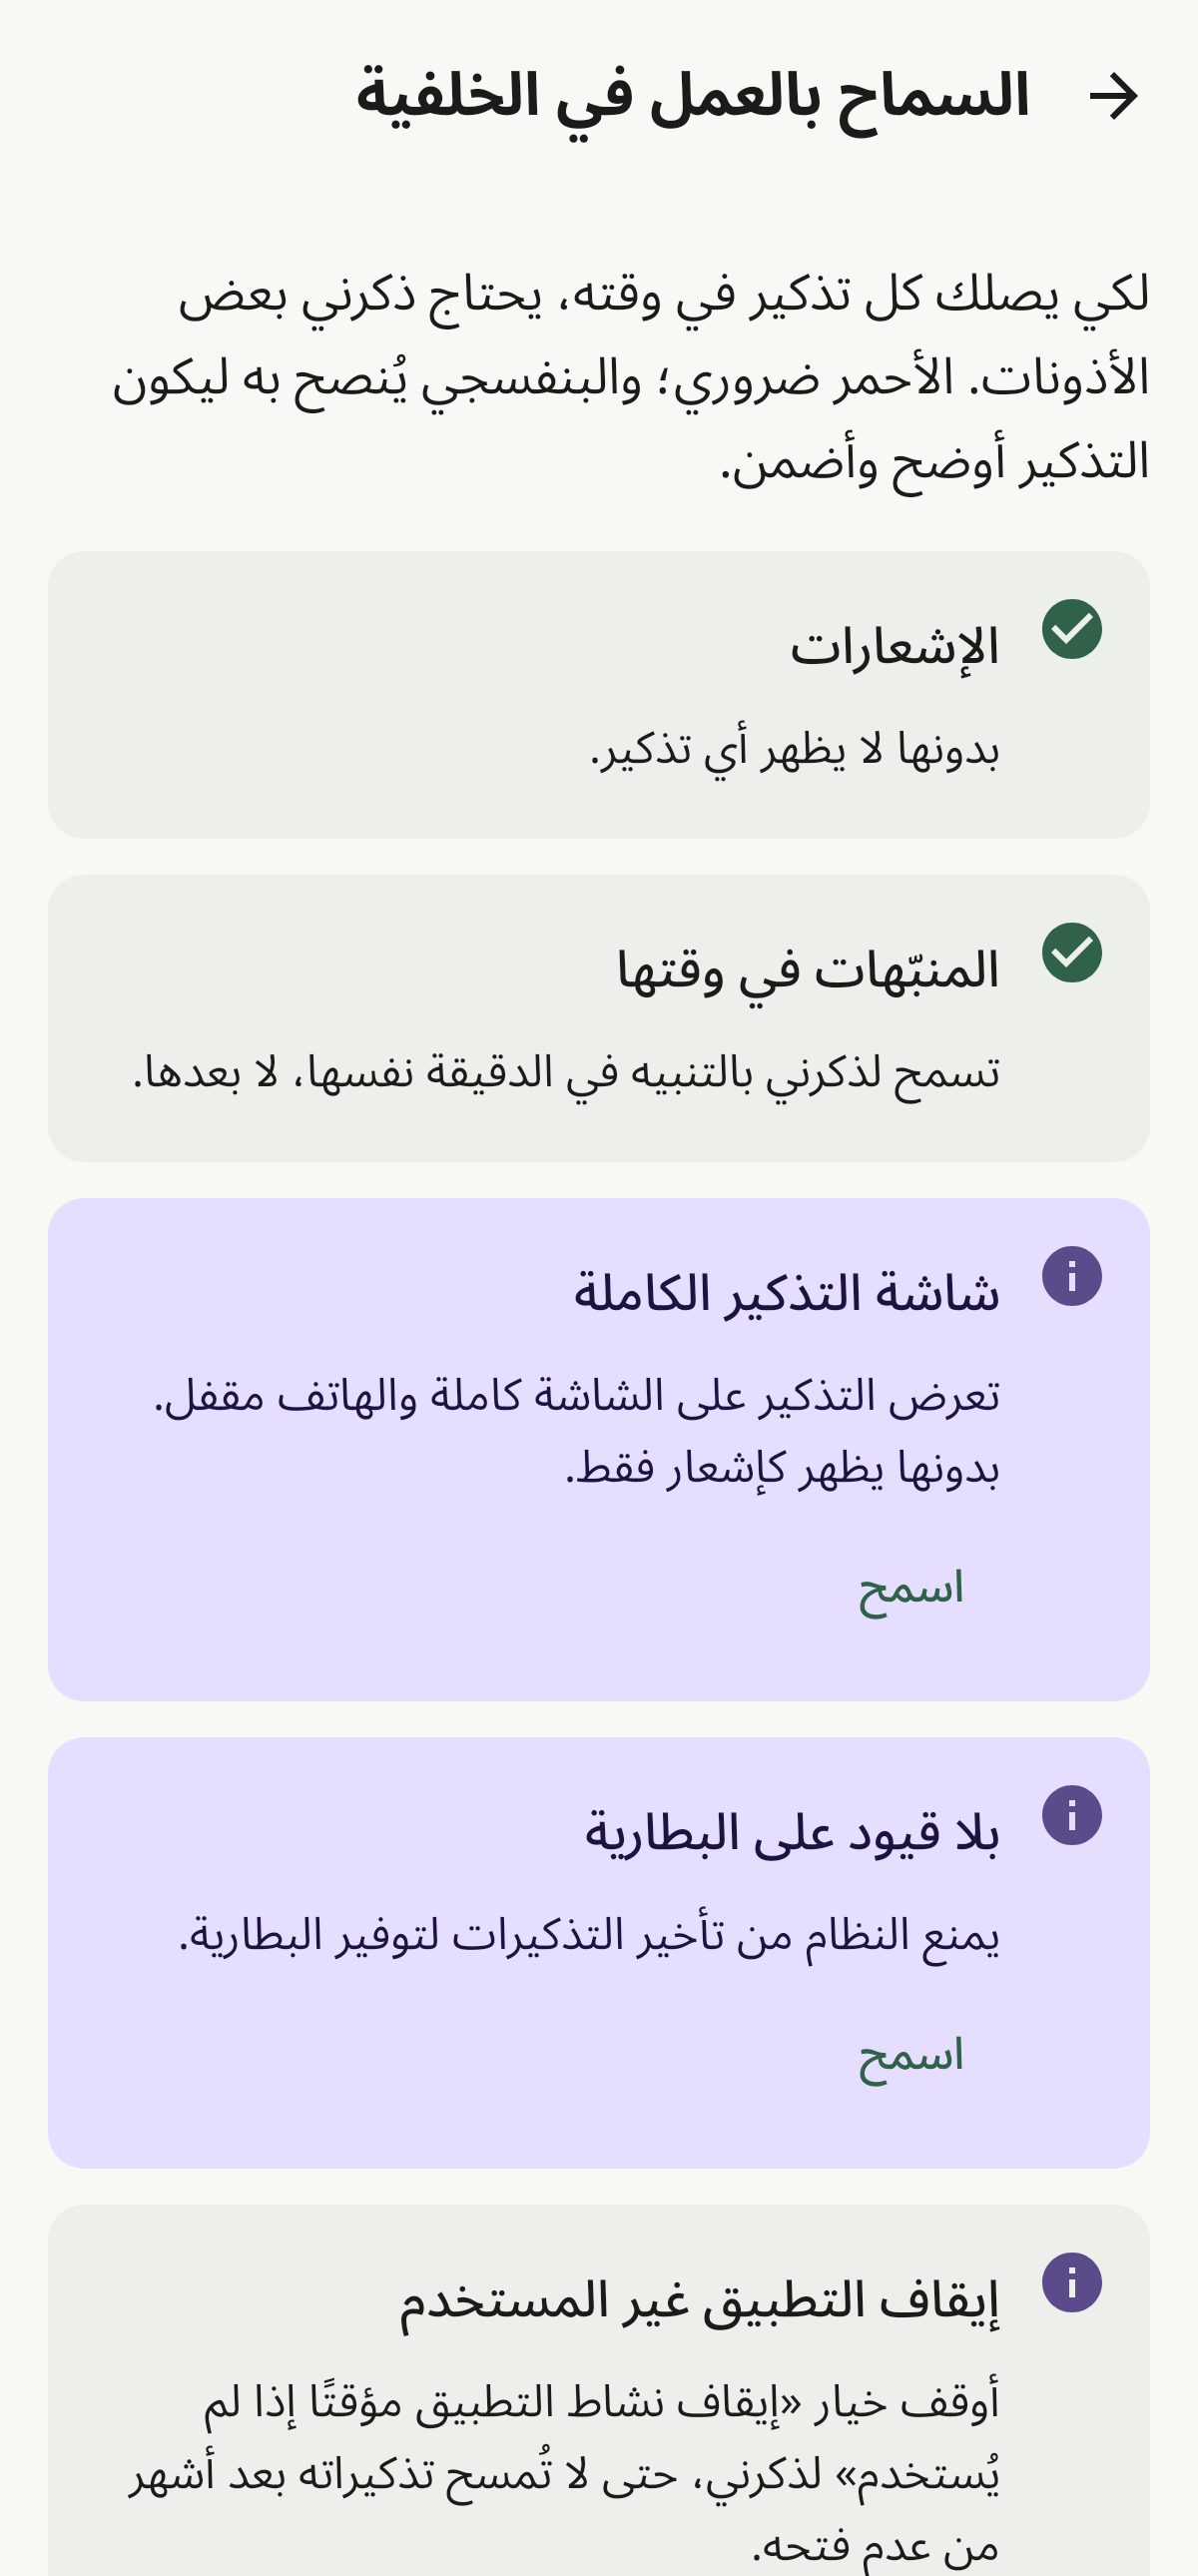 السماح بالعمل في الخلفية
لكي يصلك كل تذكير في وقته، يحتاج ذكرني بعض
الأذونات. الأحمر ضروري؛ والبنفسجي يُنصح به ليكون
التذكير أوضح وأضمن.
الإشعارات
بدونها لا يظهر أي تذكير.
المنبّهات في وقتها
تسمح لذكرني بالتنبيه في الدقيقة نفسها، لا بعدها.
شاشة التذكير الكاملة
تعرض التذكير على الشاشة كاملة والهاتف مقفل.
بدونها يظهر كإشعار فقط.
اسمح
بلا قيود على البطارية
يمنع النظام من تأخير التذكيرات لتوفير البطارية.
اسمح
إيقاف التطبيق غير المستخدم
أوقف خيار «إيقاف نشاط التطبيق مؤقتًا إذا لم
يُستخدم» لذكرني، حتى لا تُمسح تذكيراته بعد أشهر
من عدم فتحه.